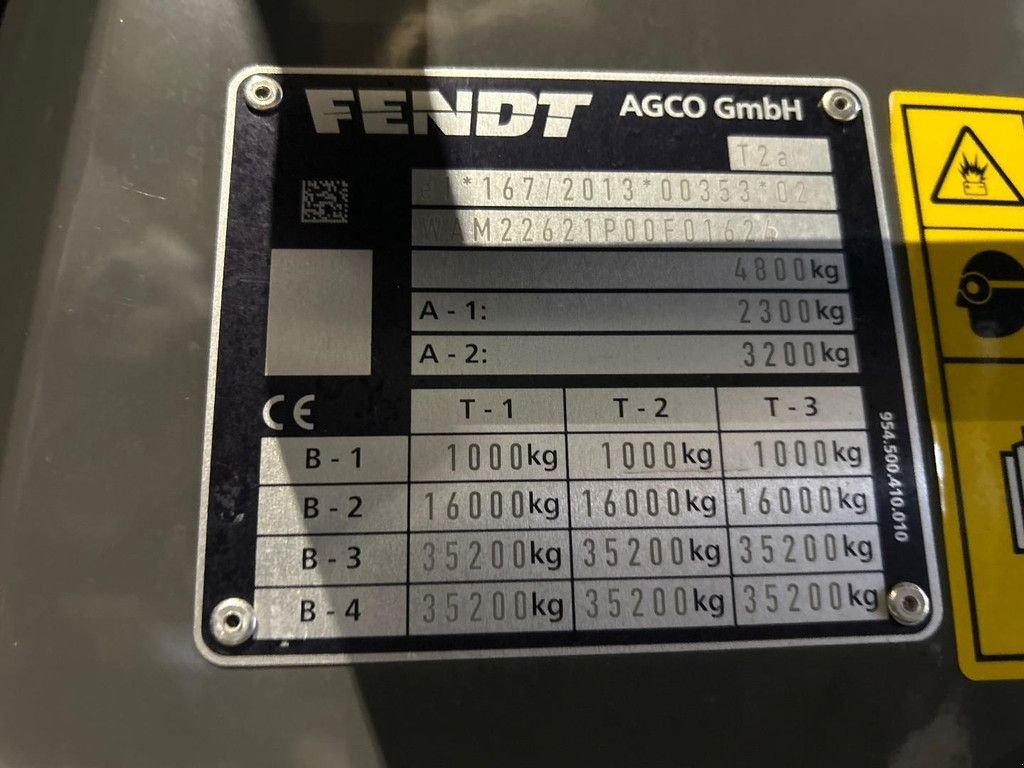 FENDT AGCO GmbH
T2a
e1*167/2013*00353*02
WAM22621P00F01624
4800kg
A - 1: 2300kg
A - 2: 3200kg
CE T - 1 T - 2 T - 3
B - 1 1000kg 1000kg 1000kg
B - 2 16000kg 16000kg 16000kg
B - 3 35200kg 35200kg 35200kg
B - 4 35200kg 35200kg 35200kg
954.500.410.010